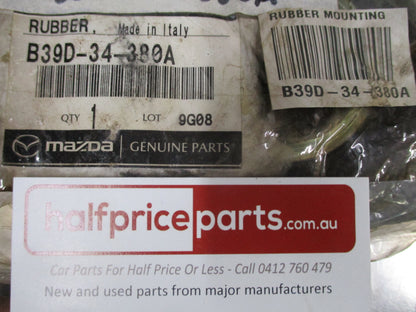 RUBBER, Made in Italy
B39D-34-380A
QTY 1 LOT 9G08
mazda GENUINE PARTS
RUBBER MOUNTING
B39D-34-380A
halfpriceparts.com.au
Car Parts For Half Price Or Less - Call 0412 760 479
New and used parts from major manufacturers